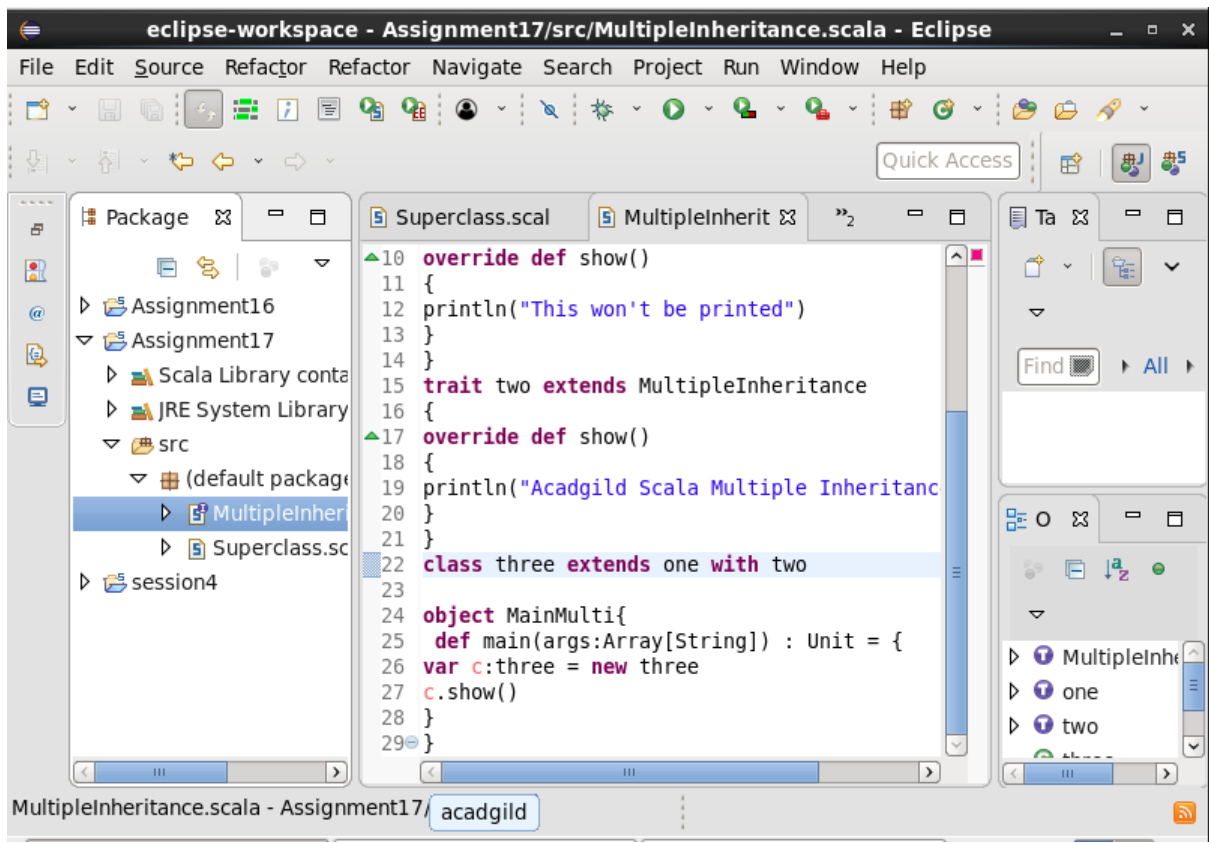 eclipse-workspace - Assignment17/src/MultipleInheritance.scala - Eclipse
File Edit Source Refactor Refactor Navigate Search Project Run Window Help
Quick Access
Package
Assignment16
Assignment17
Scala Library conta
JRE System Library
src
(default package
MultipleInheri
Superclass.sc
session4
Superclass.scal MultipleInherit »2
10 override def show()
11 {
12 println("This won't be printed")
13 }
14 }
15 trait two extends MultipleInheritance
16 {
17 override def show()
18 {
19 println("Acadgild Scala Multiple Inheritanc
20 }
21 }
22 class three extends one with two
23
24 object MainMulti{
25 def main(args:Array[String]) : Unit = {
26 var c:three = new three
27 c.show()
28 }
29 }
Ta
Find All
O
MultipleInhe
one
two
three
MultipleInheritance.scala - Assignment17/
acadgild